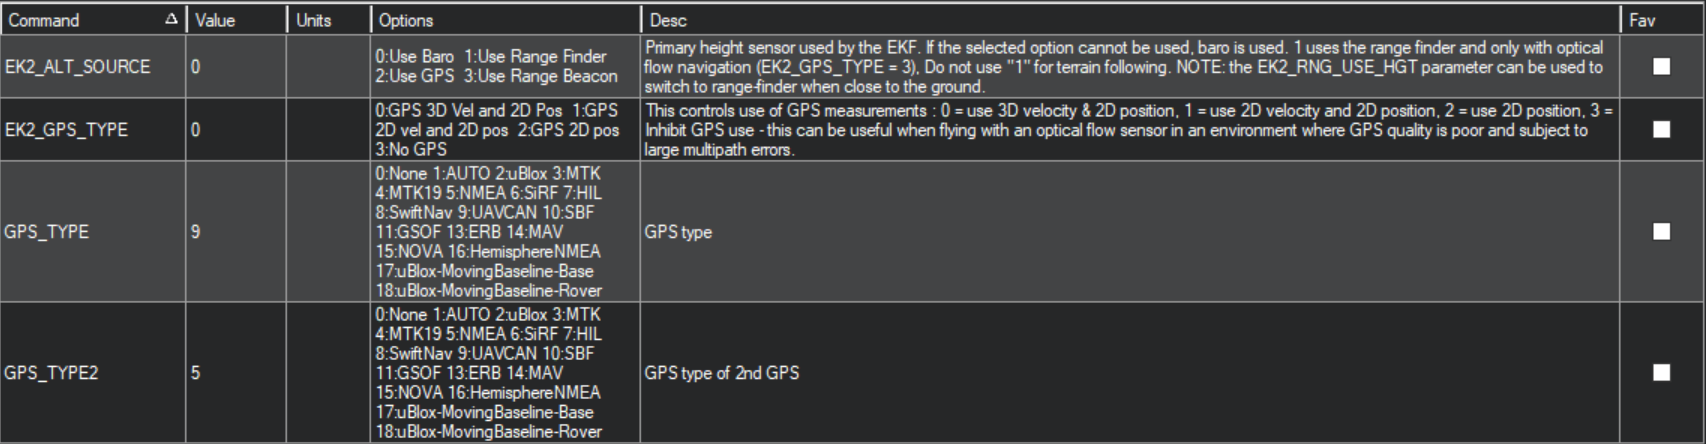 Command Δ Value Units Options Desc Fav
EK2_ALT_SOURCE 0
0:Use Baro 1:Use Range Finder
2:Use GPS 3:Use Range Beacon
Primary height sensor used by the EKF. If the selected option cannot be used, baro is used. 1 uses the range finder and only with optical
flow navigation (EK2_GPS_TYPE = 3), Do not use "1" for terrain following. NOTE: the EK2_RNG_USE_HGT parameter can be used to
switch to range-finder when close to the ground.
EK2_GPS_TYPE 0
0:GPS 3D Vel and 2D Pos 1:GPS
2D vel and 2D pos 2:GPS 2D pos
3:No GPS
This controls use of GPS measurements : 0 = use 3D velocity & 2D position, 1 = use 2D velocity and 2D position, 2 = use 2D position, 3 =
Inhibit GPS use - this can be useful when flying with an optical flow sensor in an environment where GPS quality is poor and subject to
large multipath errors.
GPS_TYPE 9
0:None 1:AUTO 2:uBlox 3:MTK
4:MTK19 5:NMEA 6:SiRF 7:HIL
8:SwiftNav 9:UAVCAN 10:SBF
11:GSOF 13:ERB 14:MAV
15:NOVA 16:HemisphereNMEA
17:uBlox-MovingBaseline-Base
18:uBlox-MovingBaseline-Rover
GPS type
GPS_TYPE2 5
0:None 1:AUTO 2:uBlox 3:MTK
4:MTK19 5:NMEA 6:SiRF 7:HIL
8:SwiftNav 9:UAVCAN 10:SBF
11:GSOF 13:ERB 14:MAV
15:NOVA 16:HemisphereNMEA
17:uBlox-MovingBaseline-Base
18:uBlox-MovingBaseline-Rover
GPS type of 2nd GPS